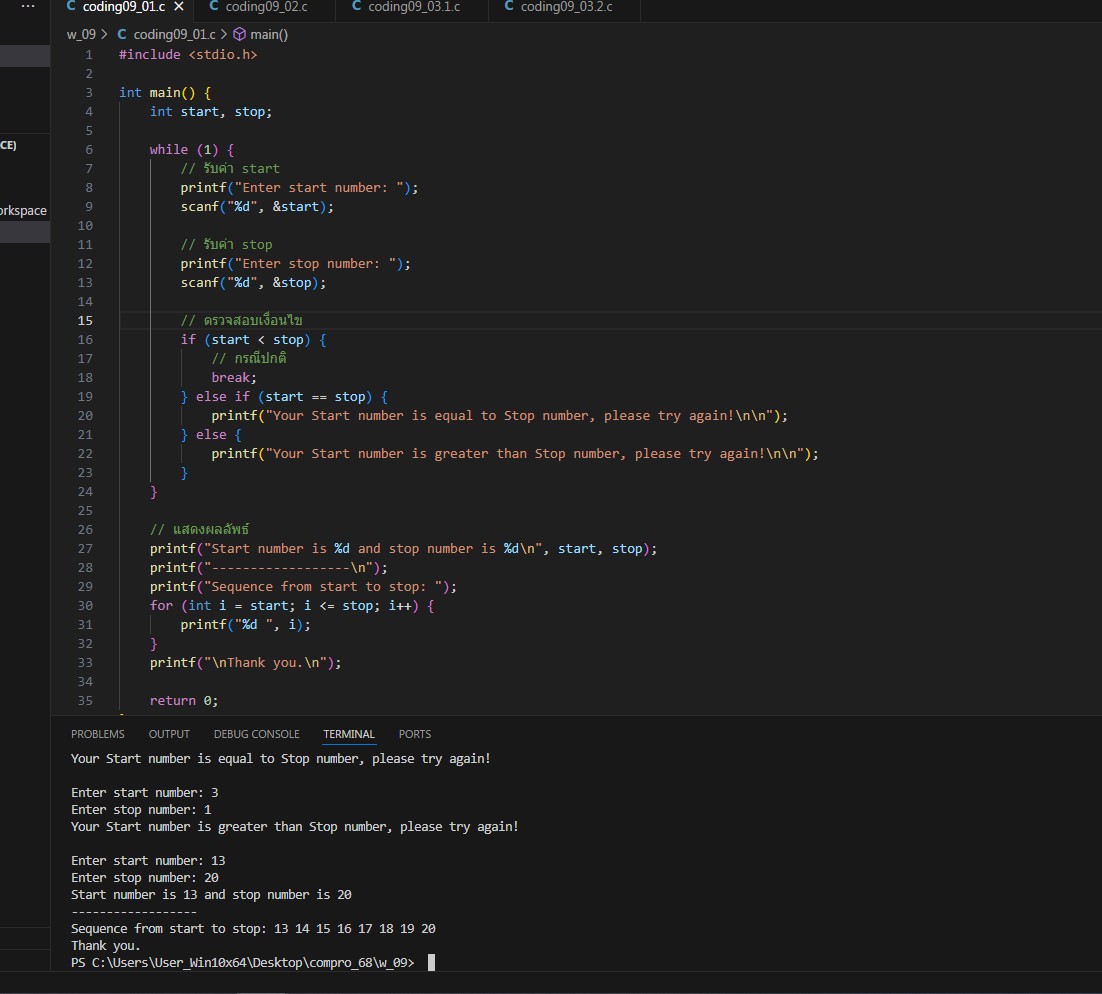 ...
coding09_01.c
coding09_02.c
coding09_03.1.c
coding09_03.2.c
w_09 > C coding09_01.c > main()
CE)
orkspace
1 #include <stdio.h>
2
3 int main() {
4 int start, stop;
5
6 while (1) {
7 // รับค่า start
8 printf("Enter start number: ");
9 scanf("%d", &start);
10
11 // รับค่า stop
12 printf("Enter stop number: ");
13 scanf("%d", &stop);
14
15 // ตรวจสอบเงื่อนไข
16 if (start < stop) {
17 // กรณีปกติ
18 break;
19 } else if (start == stop) {
20 printf("Your Start number is equal to Stop number, please try again!\n\n");
21 } else {
22 printf("Your Start number is greater than Stop number, please try again!\n\n");
23 }
24 }
25
26 // แสดงผลลัพธ์
27 printf("Start number is %d and stop number is %d\n", start, stop);
28 printf("------------------\n");
29 printf("Sequence from start to stop: ");
30 for (int i = start; i <= stop; i++) {
31 printf("%d ", i);
32 }
33 printf("\nThank you.\n");
34
35 return 0;
PROBLEMS OUTPUT DEBUG CONSOLE TERMINAL PORTS
Your Start number is equal to Stop number, please try again!

Enter start number: 3
Enter stop number: 1
Your Start number is greater than Stop number, please try again!

Enter start number: 13
Enter stop number: 20
Start number is 13 and stop number is 20
------------------
Sequence from start to stop: 13 14 15 16 17 18 19 20
Thank you.
PS C:\Users\User_Win10x64\Desktop\compro_68\w_09>